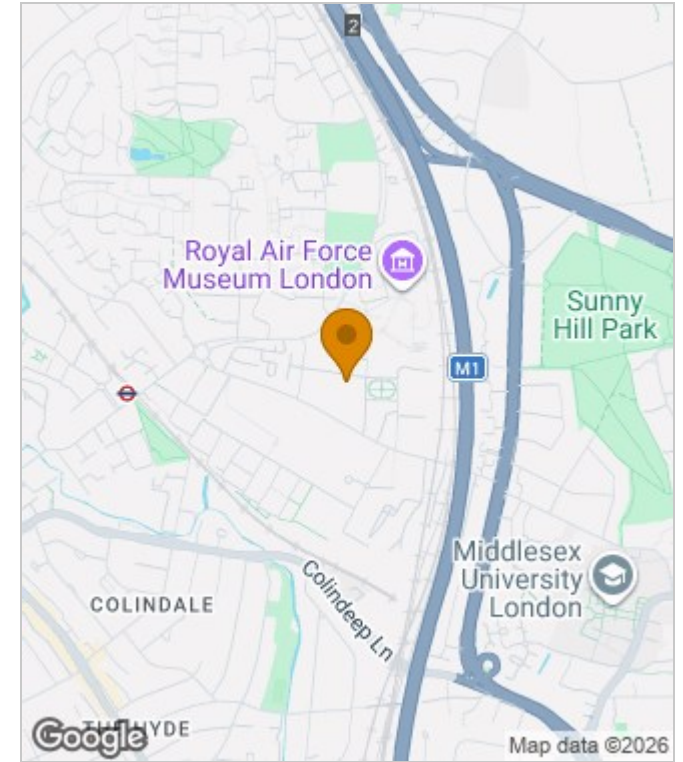 2
Royal Air Force
Museum London
Sunny
Hill Park
M1
Middlesex
University
London
Colindeep Ln
COLINDALE
HYDE
Google
Map data ©2026